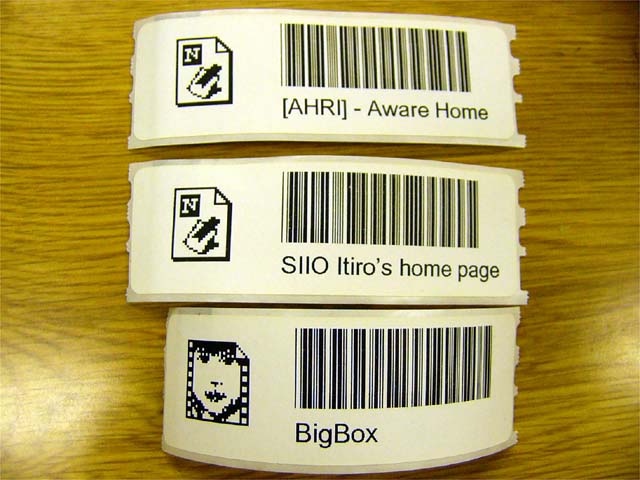 N
[AHRI] - Aware Home
N
SIIO Itiro's home page
BigBox